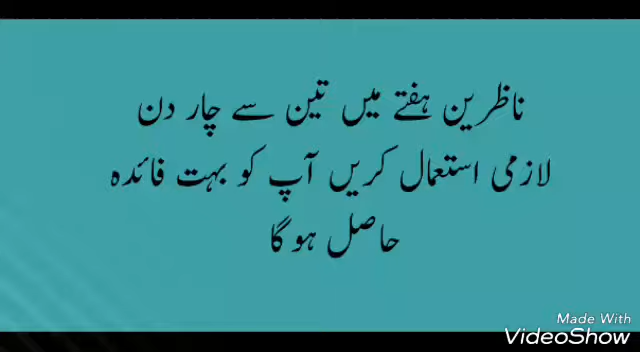 ناظرین ہفتے میں تین سے چار دن
لازمی استعمال کریں آپ کو بہت فائدہ
حاصل ہو گا
Made With
VideoShow